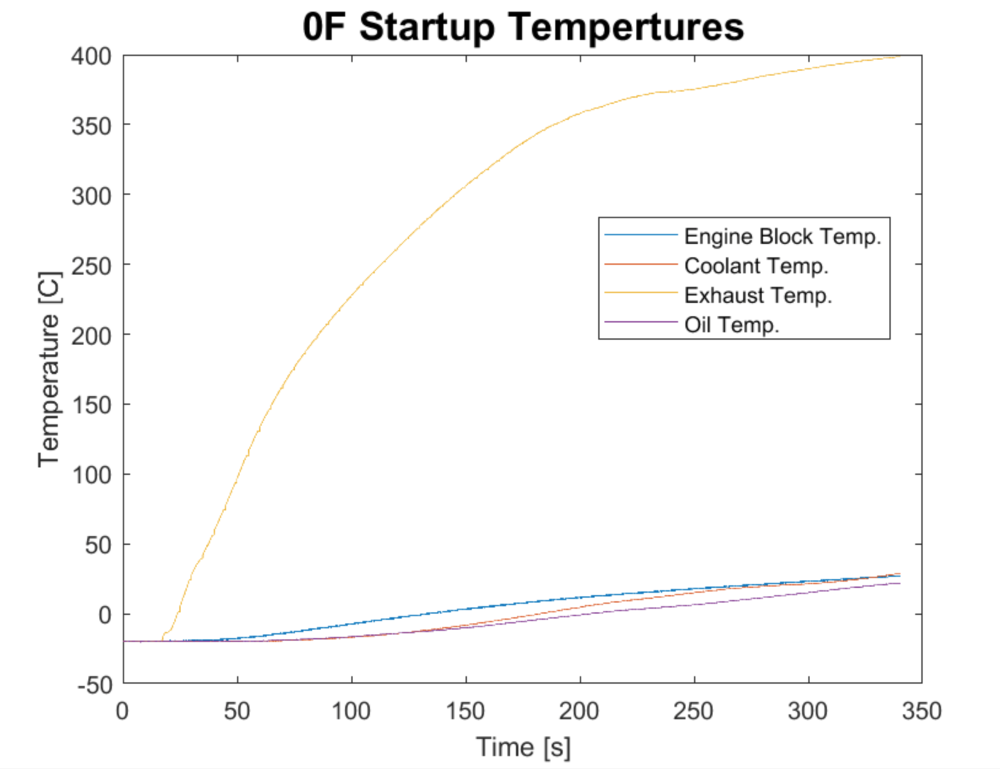 0F Startup Tempertures
400
350
300
250
200
150
100
50
0
-50
Temperature [C]
Engine Block Temp.
Coolant Temp.
Exhaust Temp.
Oil Temp.
0 50 100 150 200 250 300 350
Time [s]